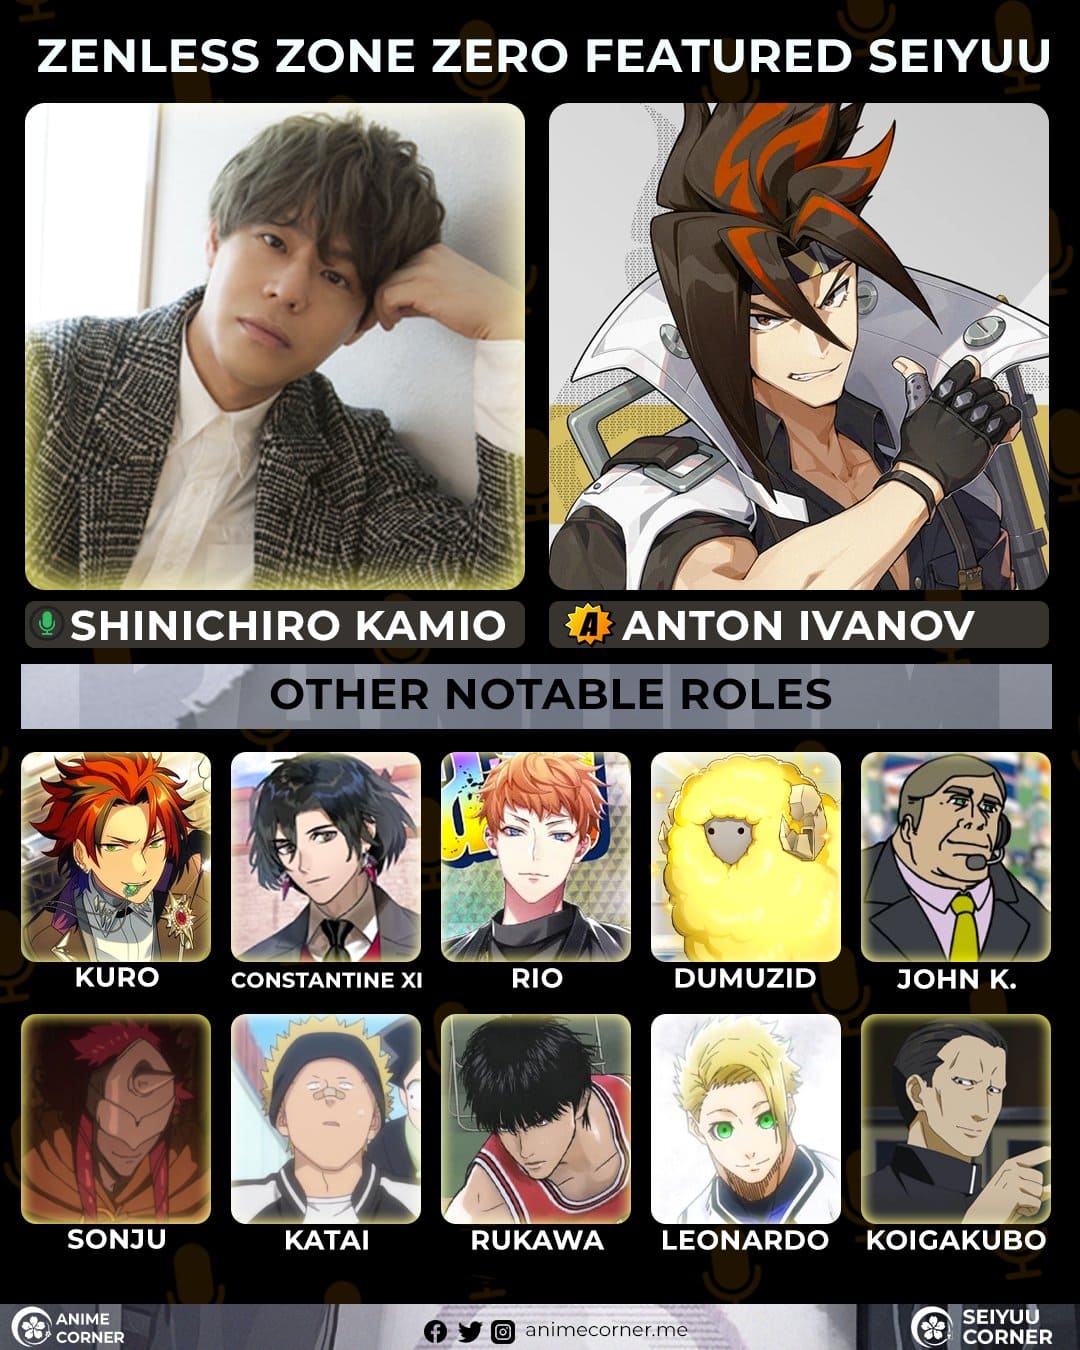 ZENLESS ZONE ZERO FEATURED SEIYUU
SHINICHIRO KAMIO
A ANTON IVANOV
OTHER NOTABLE ROLES
KURO
CONSTANTINE XI
RIO
DUMUZID
JOHN K.
SONJU
KATAI
RUKAWA
LEONARDO
KOIGAKUBO
ANIME
CORNER
animecorner.me
SEIYUU
CORNER